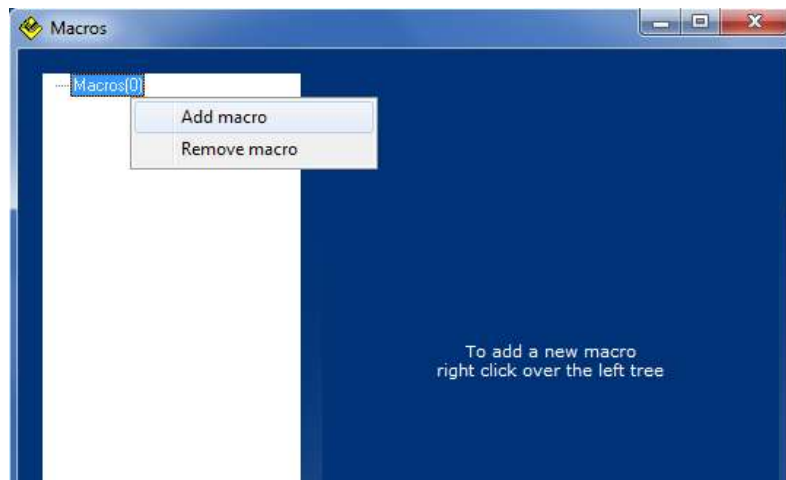 Macros
Macros(0)
Add macro
Remove macro
To add a new macro
right click over the left tree